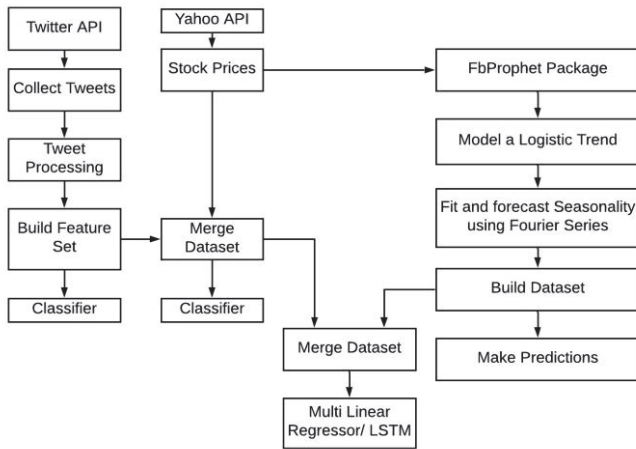 Twitter API
Collect Tweets
Tweet
Processing
Build Feature
Set
Classifier
Yahoo API
Stock Prices
Merge
Dataset
Classifier
FbProphet Package
Model a Logistic Trend
Fit and forecast Seasonality
using Fourier Series
Build Dataset
Make Predictions
Merge Dataset
Multi Linear
Regressor/ LSTM